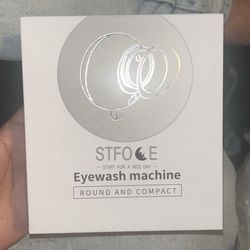 STFOCE
- START FOR A NICE DAY -
Eyewash machine
ROUND AND COMPACT